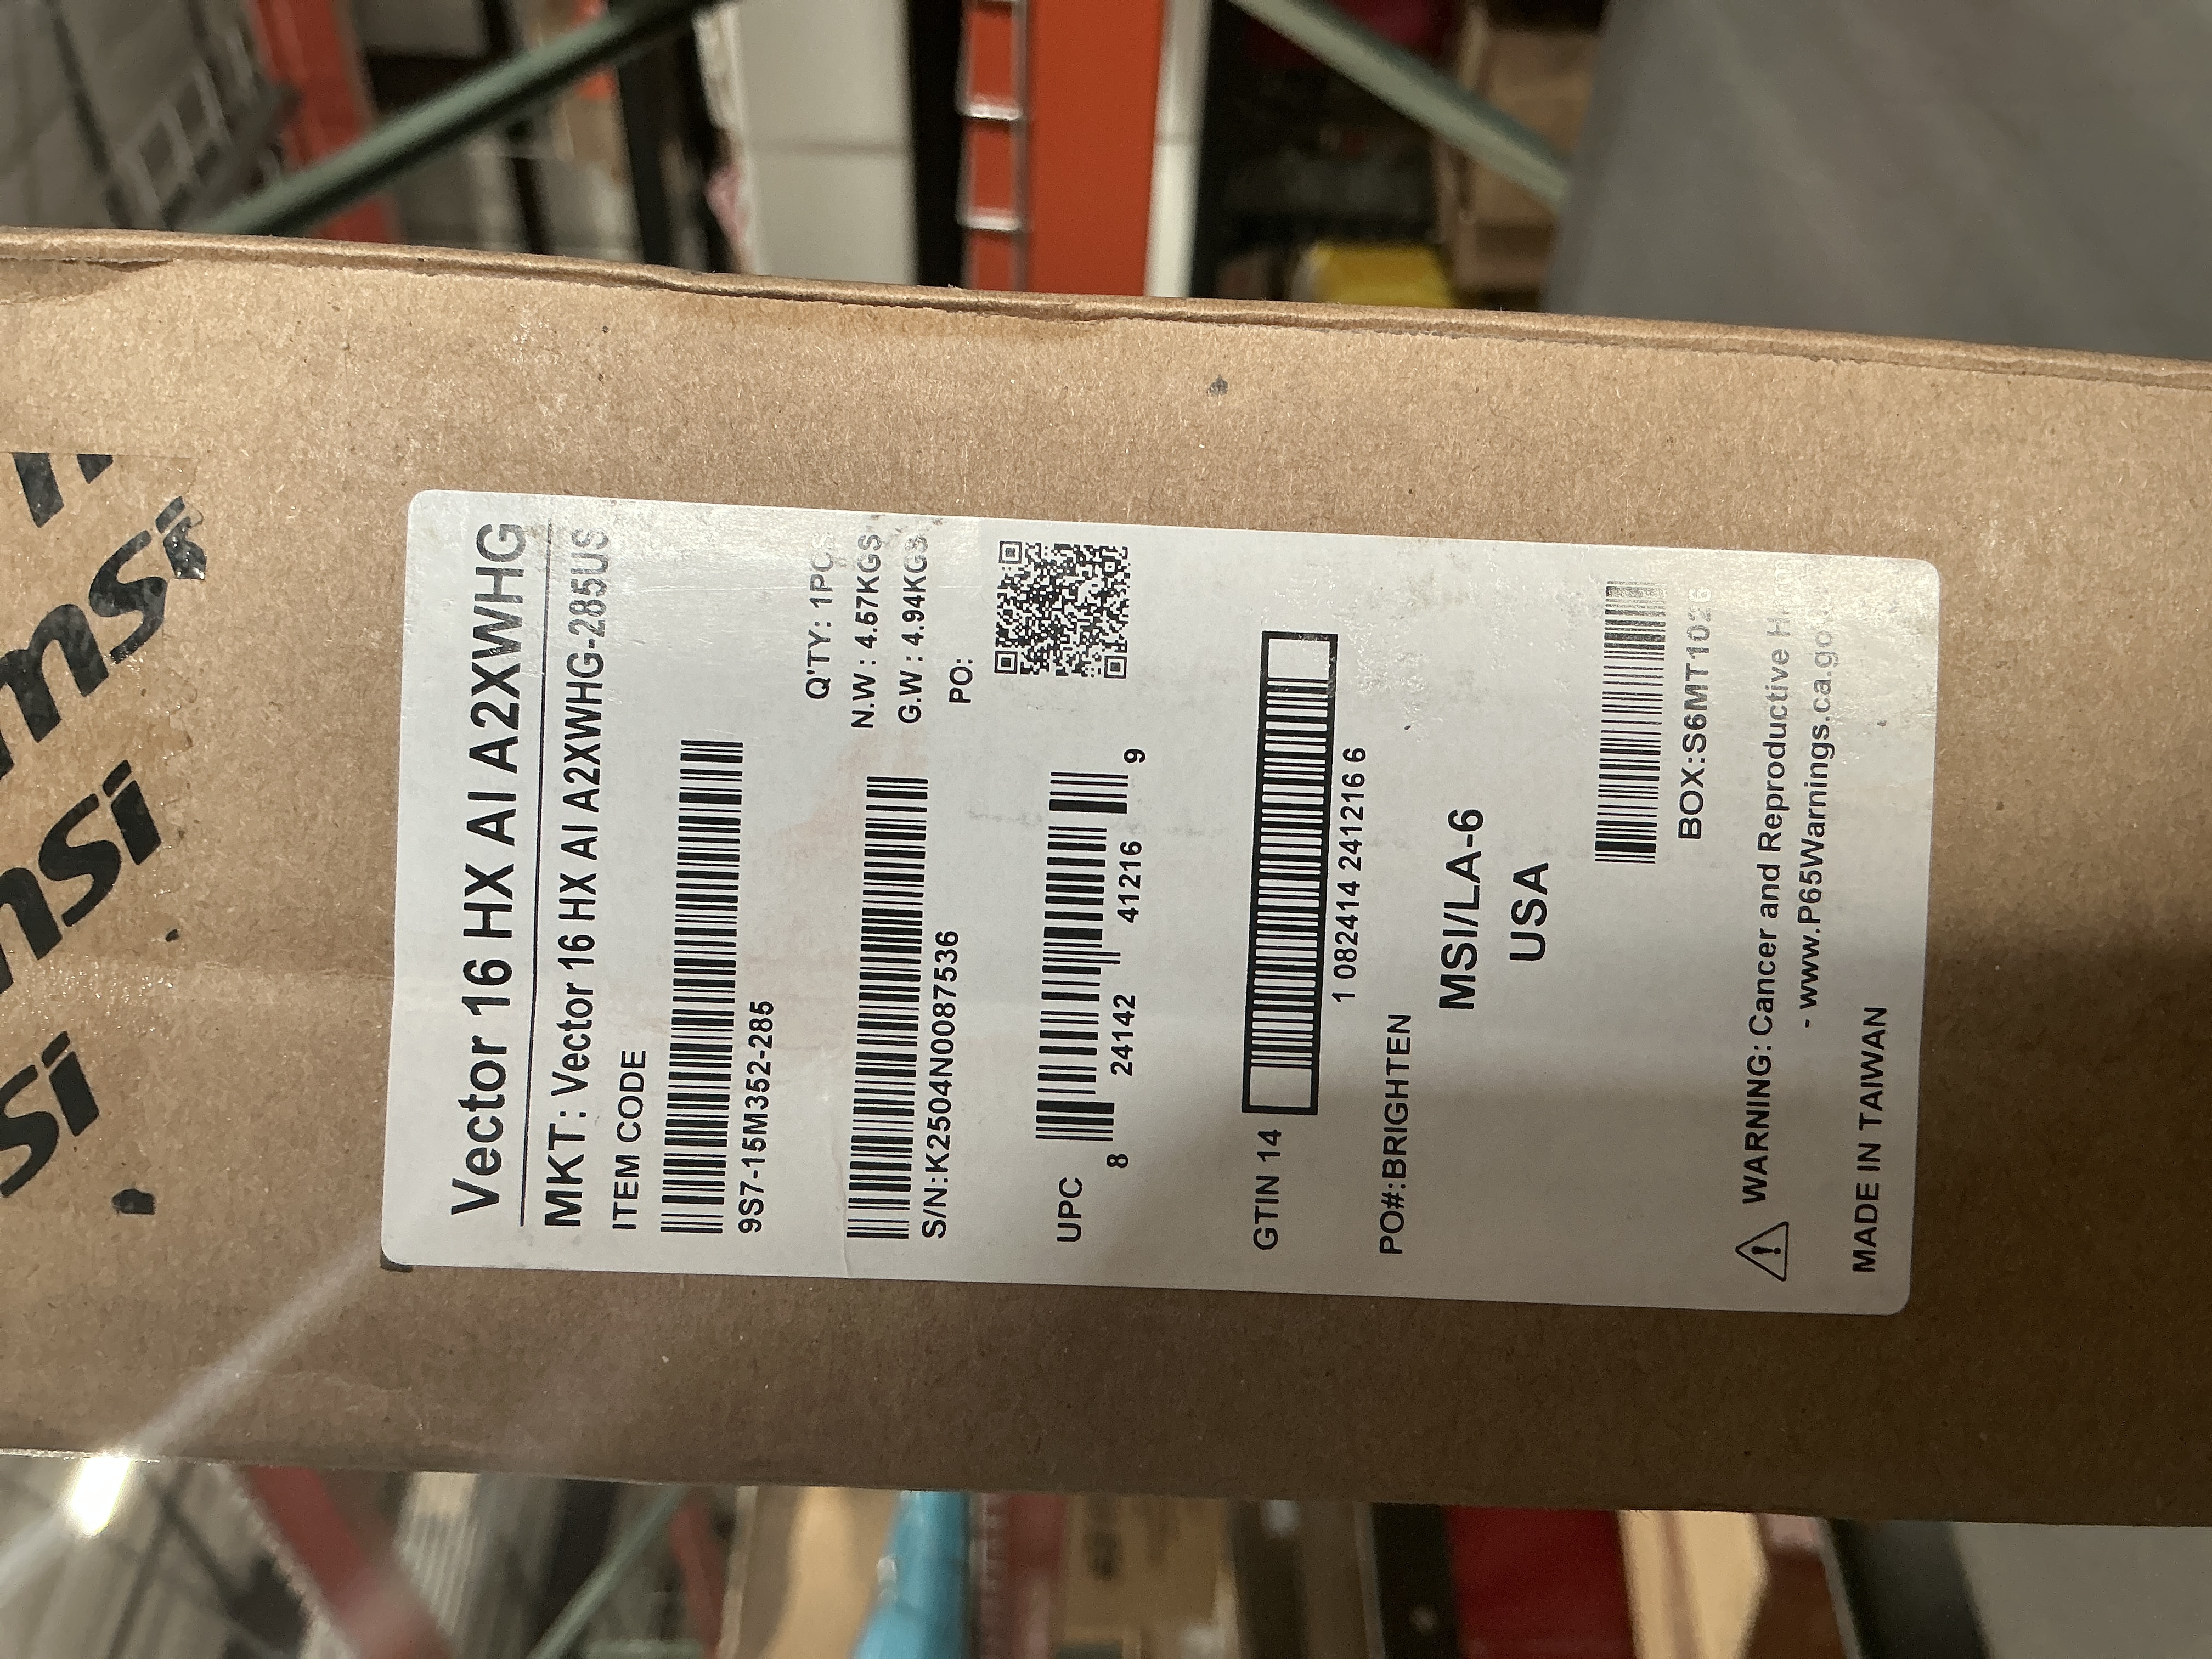 msi
msi
si
Vector 16 HX AI A2XWHG
MKT : Vector 16 HX AI A2XWHG-285US
ITEM CODE
9S7-15M352-285
Q'TY: 1PCS
S/N:K2504N0087536
N.W : 4.57KGS
G.W : 4.94KGS
PO:
UPC
8 24142 41216 9
GTIN 14
1 082414 241216 6
PO#:BRIGHTEN
MSI/LA-6
USA
BOX:S6MT1026
WARNING: Cancer and Reproductive
- www.P65Warnings.ca.gov
MADE IN TAIWAN